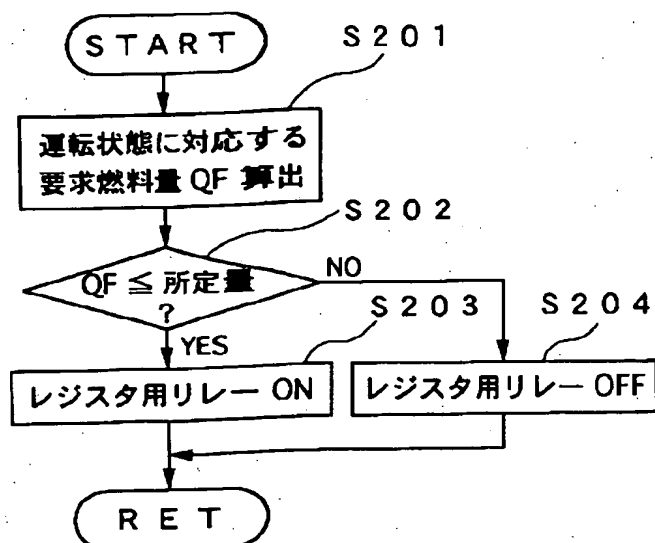 START
S201
運転状態に対応する
要求燃料量 QF 算出
S202
QF ≦ 所定量
?
NO
YES
S203
S204
レジスタ用リレー ON
レジスタ用リレー OFF
RET